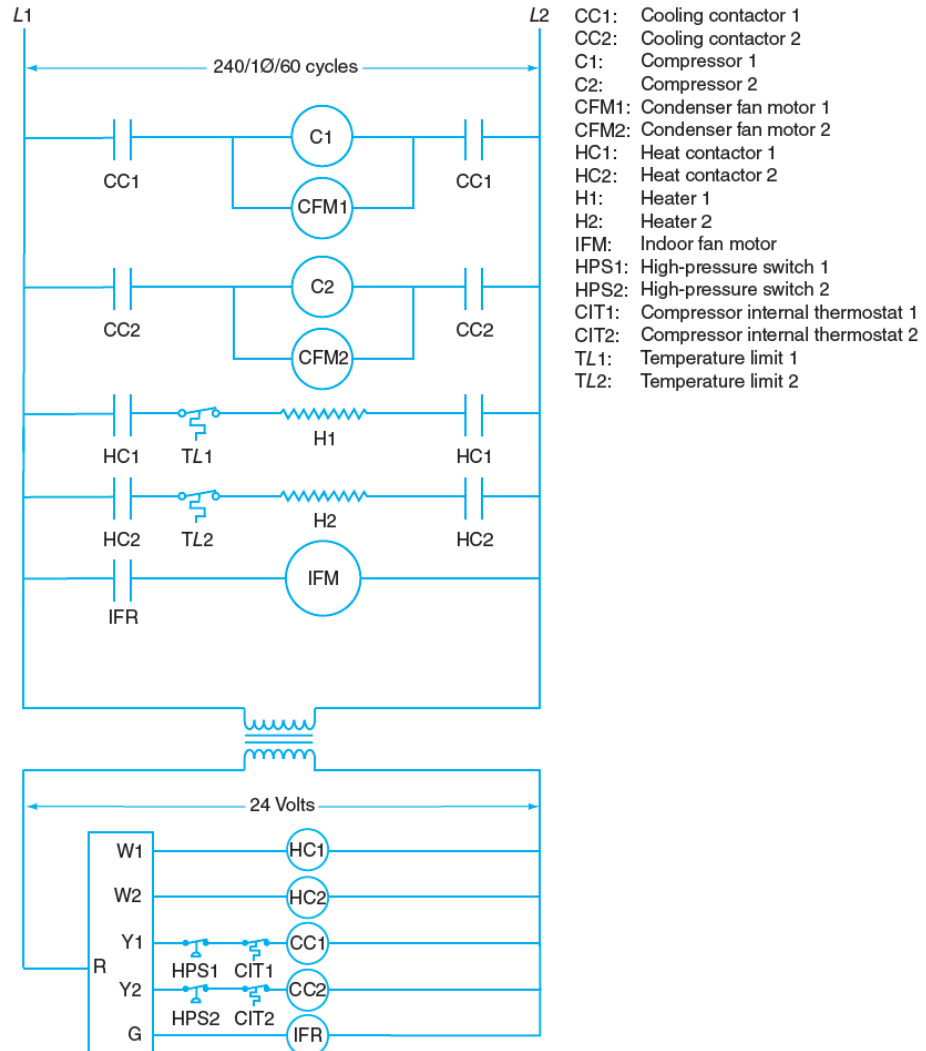 L1 L2
240/1Ø/60 cycles
C1
CC1 CC1
CFM1
C2
CC2 CC2
CFM2
H1
HC1 TL1 HC1
H2
HC2 TL2 HC2
IFM
IFR
24 Volts
W1 HC1
W2 HC2
Y1 CC1
R HPS1 CIT1
Y2 CC2
HPS2 CIT2
G IFR
CC1: Cooling contactor 1
CC2: Cooling contactor 2
C1: Compressor 1
C2: Compressor 2
CFM1: Condenser fan motor 1
CFM2: Condenser fan motor 2
HC1: Heat contactor 1
HC2: Heat contactor 2
H1: Heater 1
H2: Heater 2
IFM: Indoor fan motor
HPS1: High-pressure switch 1
HPS2: High-pressure switch 2
CIT1: Compressor internal thermostat 1
CIT2: Compressor internal thermostat 2
TL1: Temperature limit 1
TL2: Temperature limit 2